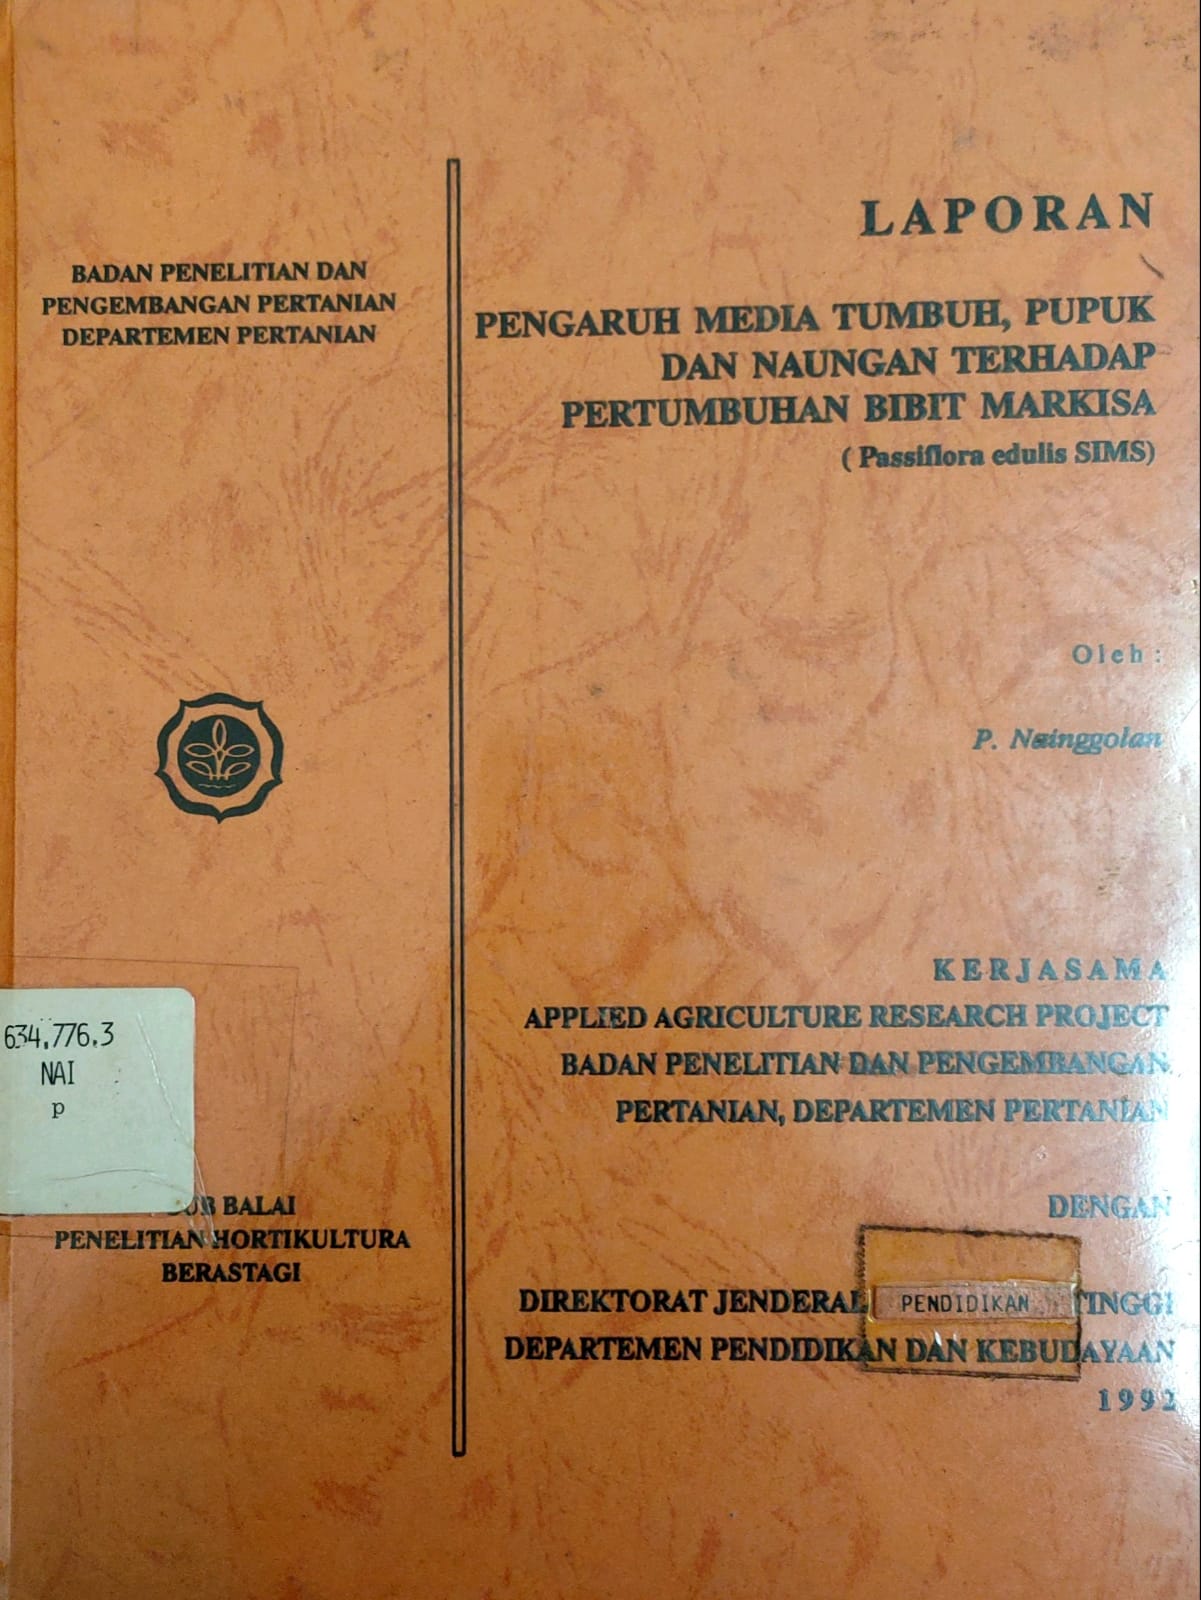 BADAN PENELITIAN DAN
PENGEMBANGAN PERTANIAN
DEPARTEMEN PERTANIAN
634.776.3
NAI
p
SUB BALAI
PENELITIAN HORTIKULTURA
BERASTAGI
LAPORAN
PENGARUH MEDIA TUMBUH, PUPUK
DAN NAUNGAN TERHADAP
PERTUMBUHAN BIBIT MARKISA
( Passiflora edulis SIMS)
Oleh :
P. Nainggolan
KERJASAMA
APPLIED AGRICULTURE RESEARCH PROJECT
BADAN PENELITIAN DAN PENGEMBANGAN
PERTANIAN, DEPARTEMEN PERTANIAN
DENGAN
DIREKTORAT JENDERAL PENDIDIKAN TINGGI
DEPARTEMEN PENDIDIKAN DAN KEBUDAYAAN
1992